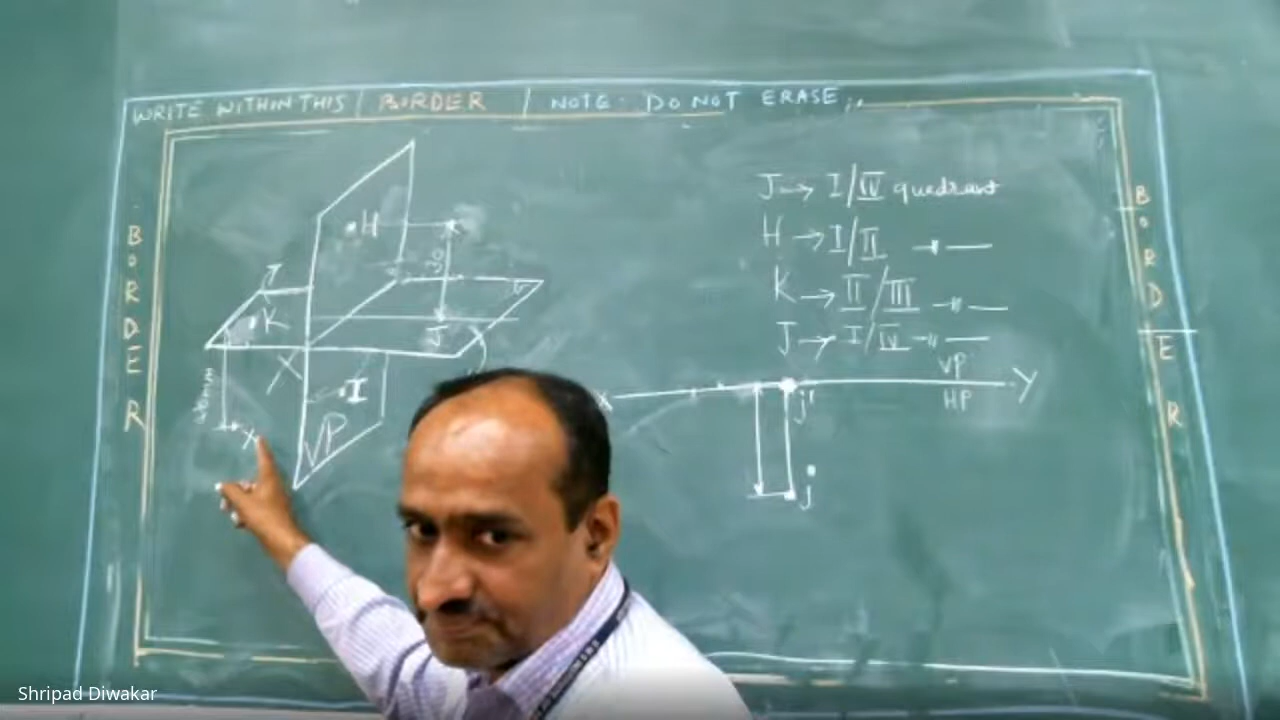 WRITE WITHIN THIS / BORDER / NOTE: DO NOT ERASE
BORDER
BORDER
J → I/IV quadrant
H → I/II -"-
K → II/III -"-
J → I/IV -"-
H
30
J
K
X
I
VP
X
VP
HP
Y
j'
j
Shripad Diwakar